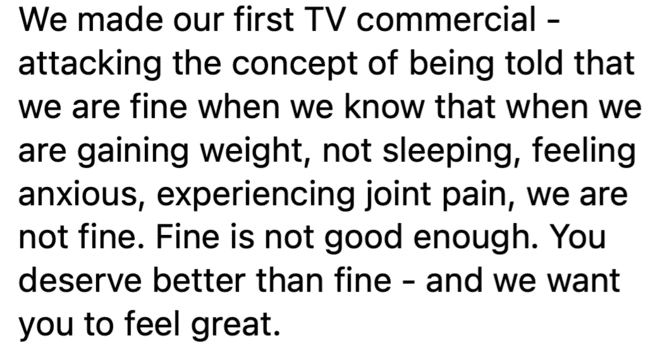 We made our first TV commercial -
attacking the concept of being told that
we are fine when we know that when we
are gaining weight, not sleeping, feeling
anxious, experiencing joint pain, we are
not fine. Fine is not good enough. You
deserve better than fine - and we want
you to feel great.